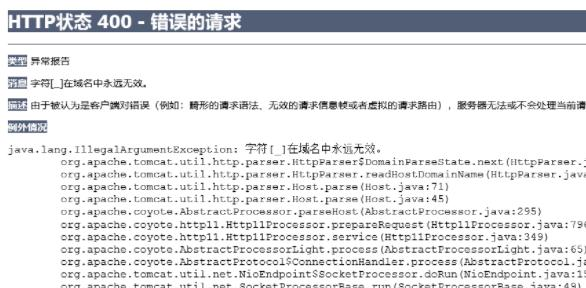 HTTP状态 400 - 错误的请求
类型 异常报告
消息 字符[_]在域名中永远无效。
描述 由于被认为是客户端对错误（例如：畸形的请求语法、无效的请求信息帧或者虚拟的请求路由），服务器无法或不会处理当前请
例外情况
java.lang.IllegalArgumentException: 字符[_]在域名中永远无效。
org.apache.tomcat.util.http.parser.HttpParser$DomainParseState.next(HttpParser.j
org.apache.tomcat.util.http.parser.HttpParser.readHostDomainName(HttpParser.java
org.apache.tomcat.util.http.parser.Host.parse(Host.java:71)
org.apache.tomcat.util.http.parser.Host.parse(Host.java:45)
org.apache.coyote.AbstractProcessor.parseHost(AbstractProcessor.java:295)
org.apache.coyote.http11.Http11Processor.prepareRequest(Http11Processor.java:796
org.apache.coyote.http11.Http11Processor.service(Http11Processor.java:349)
org.apache.coyote.AbstractProcessorLight.process(AbstractProcessorLight.java:65)
org.apache.coyote.AbstractProtocol$ConnectionHandler.process(AbstractProtocol.ja
org.apache.tomcat.util.net.NioEndpoint$SocketProcessor.doRun(NioEndpoint.java:15
org.apache.tomcat.util.net.SocketProcessorBase.run(SocketProcessorBase.java:49)